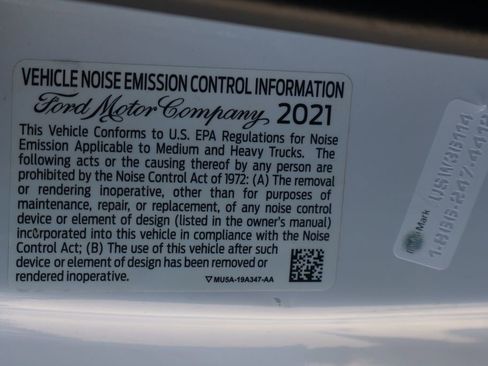 VEHICLE NOISE EMISSION CONTROL INFORMATION
Ford Motor Company 2021
This Vehicle Conforms to U.S. EPA Regulations for Noise
Emission Applicable to Medium and Heavy Trucks. The
following acts or the causing thereof by any person are
prohibited by the Noise Control Act of 1972: (A) The removal
or rendering inoperative, other than for purposes of
maintenance, repair, or replacement, of any noise control
device or element of design (listed in the owner's manual)
incorporated into this vehicle in compliance with the Noise
Control Act; (B) The use of this vehicle after such
device or element of design has been removed or
rendered inoperative.
MU5A-19A347-AA
Mark